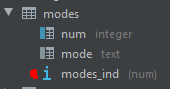 modes
num integer
mode text
modes_ind (num)